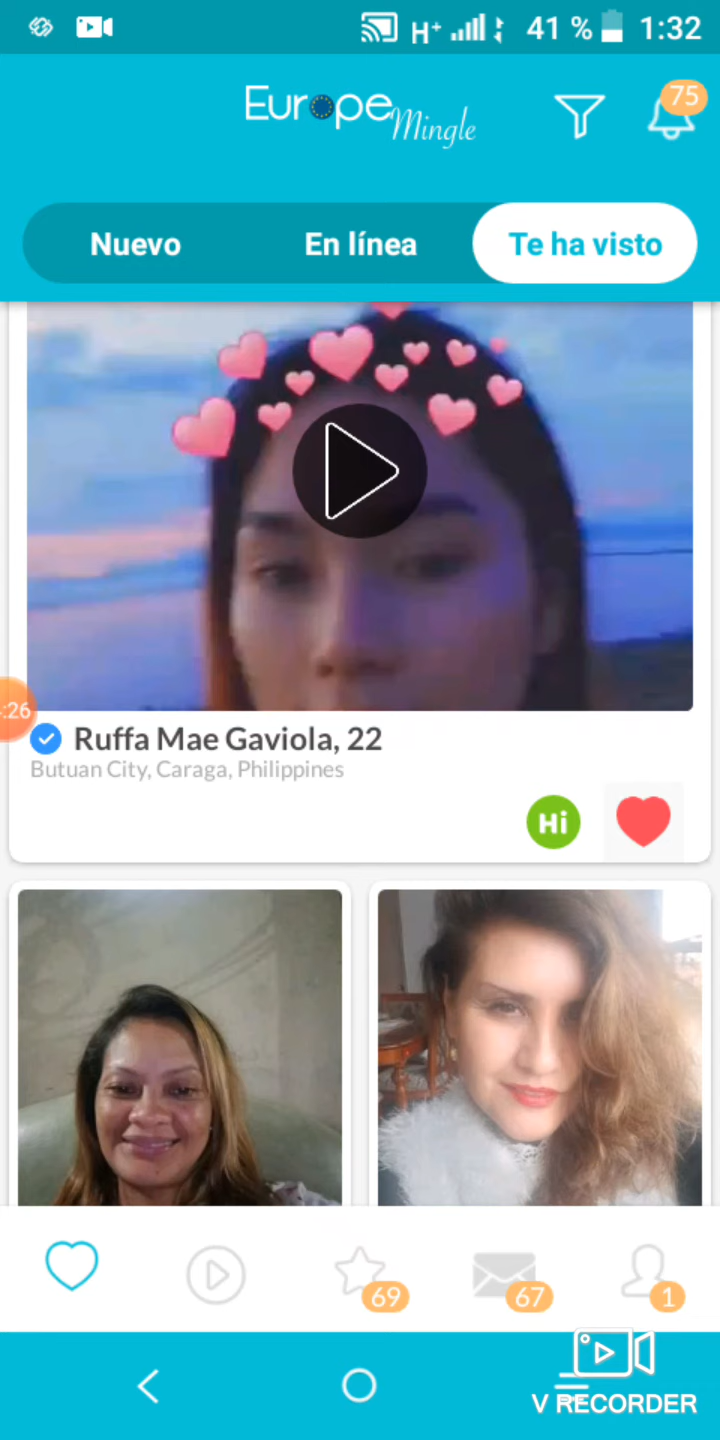 H+ 41 % 1:32
Europe Mingle
75
Nuevo En línea Te ha visto
:26
Ruffa Mae Gaviola, 22
Butuan City, Caraga, Philippines
Hi
69 67 1
V RECORDER